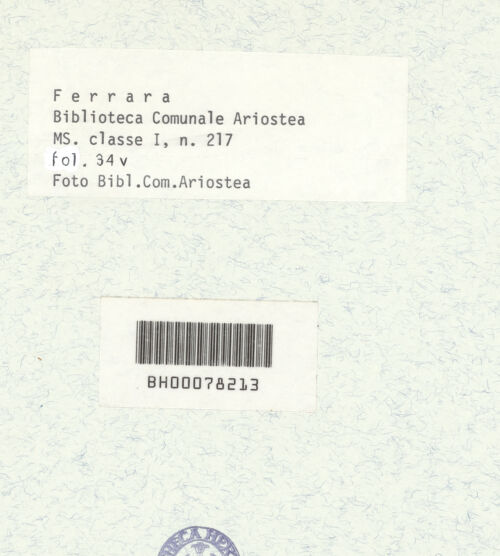 Ferrara
Biblioteca Comunale Ariostea
MS. classe I, n. 217
fol. 34v
Foto Bibl.Com.Ariostea
BH00078213